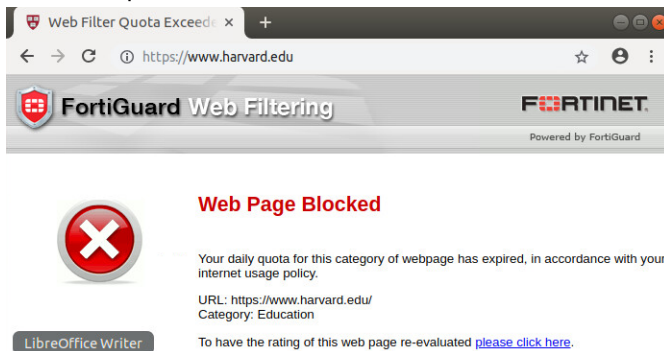 Web Filter Quota Exceede
https://www.harvard.edu
FortiGuard Web Filtering
FORTINET.
Powered by FortiGuard
Web Page Blocked
Your daily quota for this category of webpage has expired, in accordance with your
internet usage policy.
URL: https://www.harvard.edu/
Category: Education
LibreOffice Writer
To have the rating of this web page re-evaluated please click here.